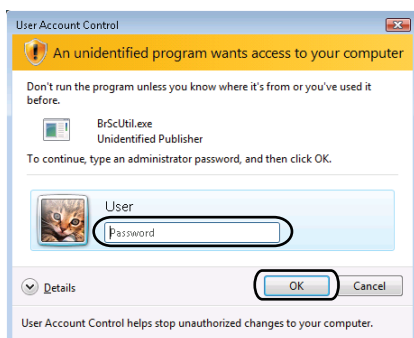 User Account Control
An unidentified program wants access to your computer
Don't run the program unless you know where it's from or you've used it
before.
BrScUtil.exe
Unidentified Publisher
To continue, type an administrator password, and then click OK.
User
Password
Details
OK
Cancel
User Account Control helps stop unauthorized changes to your computer.